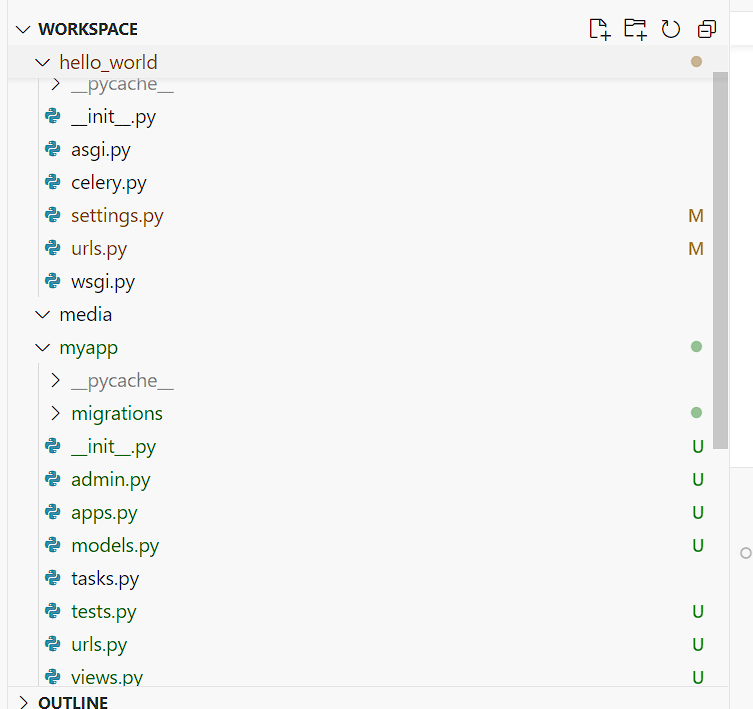 WORKSPACE
hello_world
__pycache__
__init__.py
asgi.py
celery.py
settings.py M
urls.py M
wsgi.py
media
myapp
__pycache__
migrations
__init__.py U
admin.py U
apps.py U
models.py U
tasks.py
tests.py U
urls.py U
views.py U
OUTLINE